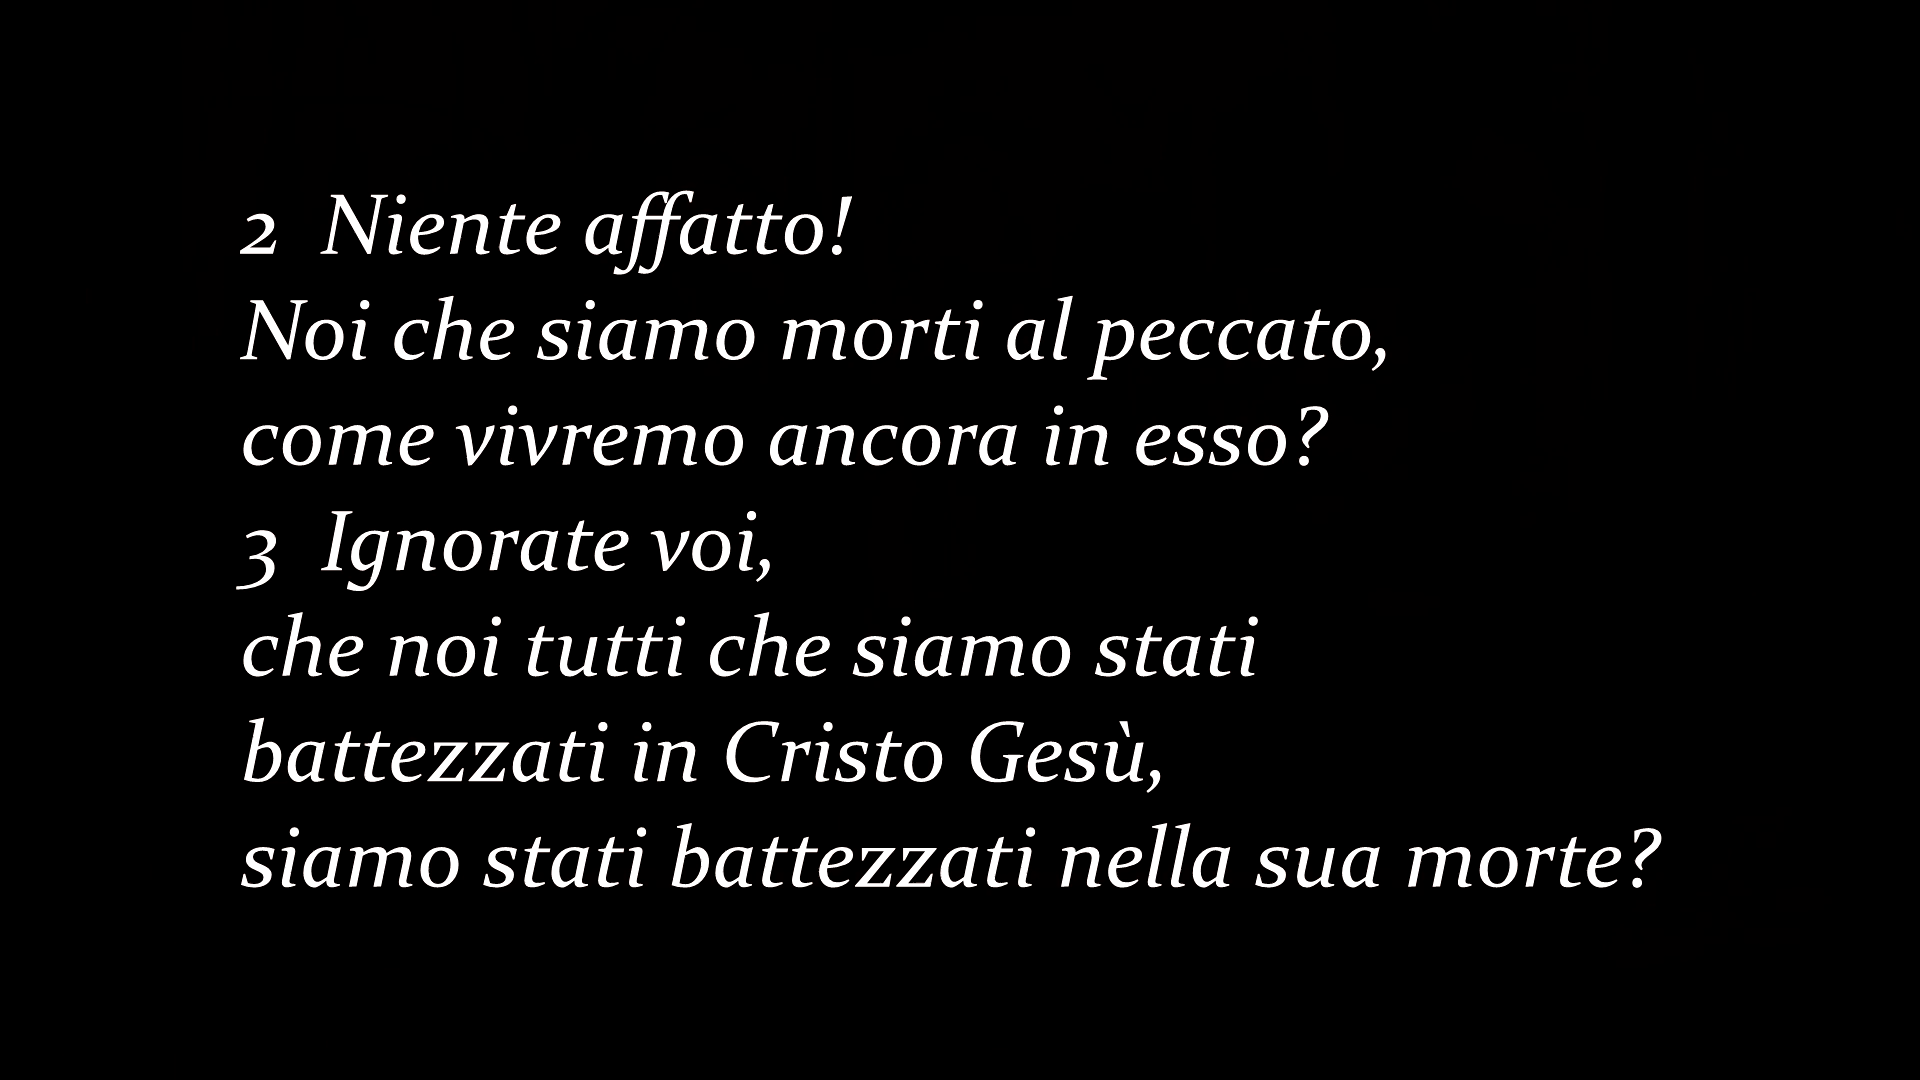 2  Niente affatto!
Noi che siamo morti al peccato,
come vivremo ancora in esso?
3  Ignorate voi,
che noi tutti che siamo stati
battezzati in Cristo Gesù,
siamo stati battezzati nella sua morte?